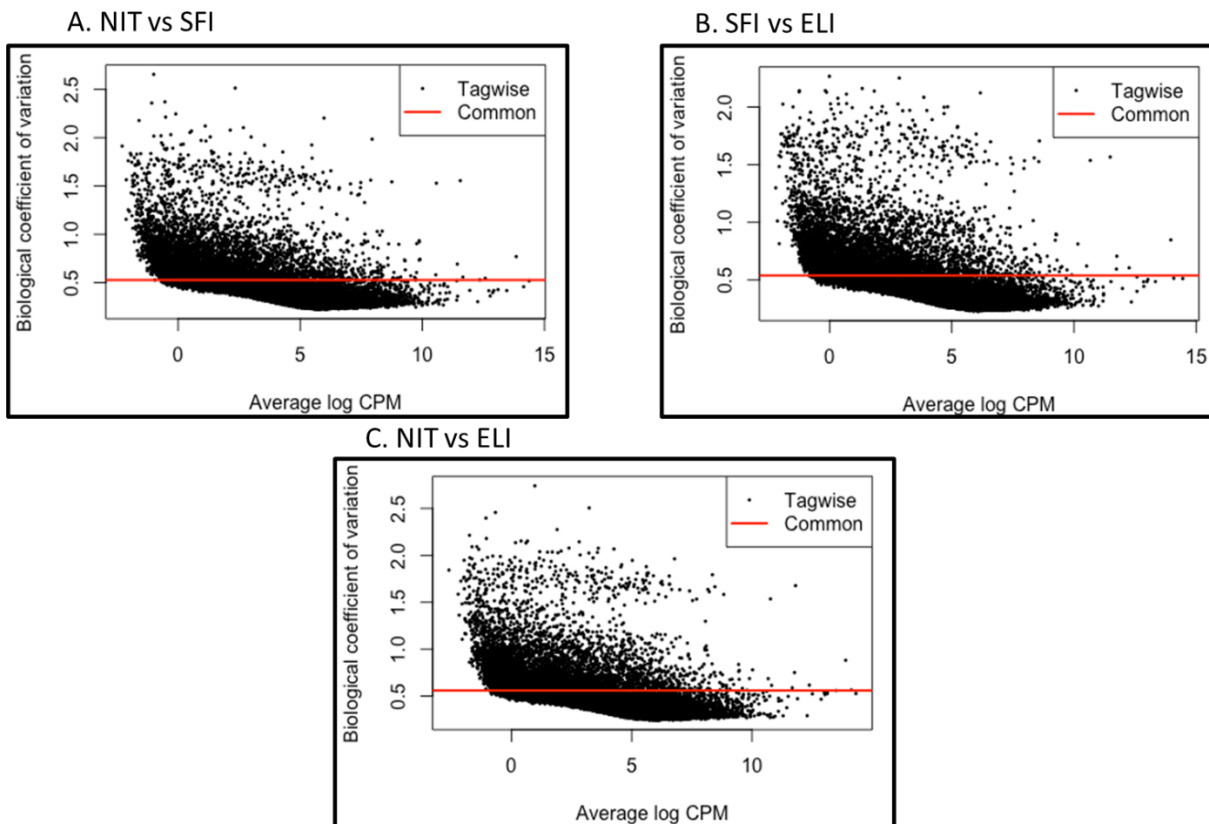 A. NIT vs SFI
Biological coefficient of variation
0.5 1.0 1.5 2.0 2.5
Tagwise
Common
0 5 10 15
Average log CPM
B. SFI vs ELI
Biological coefficient of variation
0.5 1.0 1.5 2.0
Tagwise
Common
0 5 10 15
Average log CPM
C. NIT vs ELI
Biological coefficient of variation
0.5 1.0 1.5 2.0 2.5
Tagwise
Common
0 5 10
Average log CPM